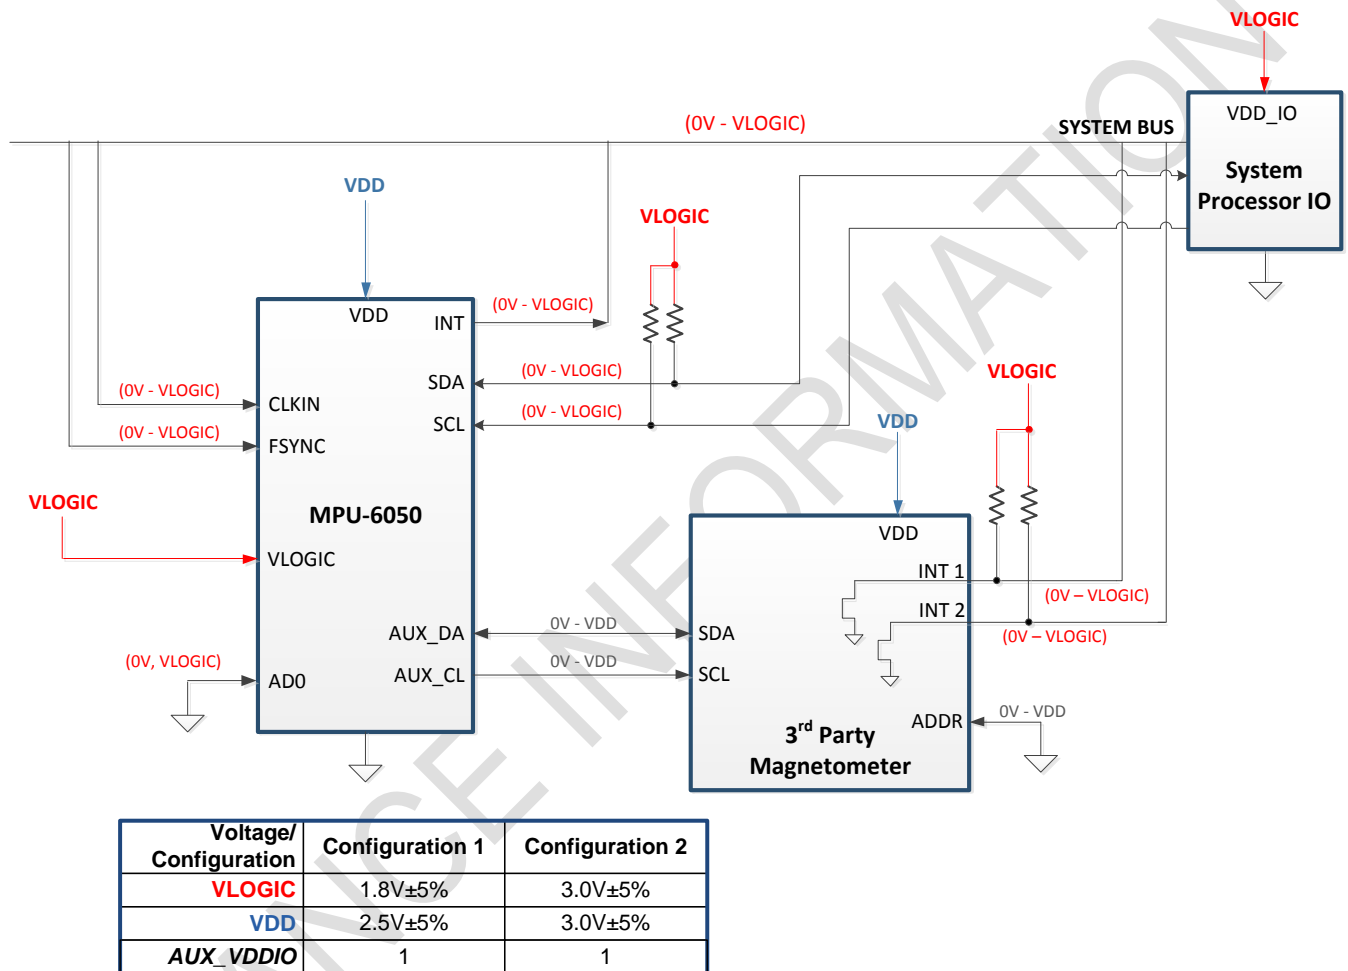 VLOGIC
VDD_IO
System
Processor IO
(0V - VLOGIC)
SYSTEM BUS
VDD
VLOGIC
VDD
INT
(0V - VLOGIC)
SDA
(0V - VLOGIC)
SCL
(0V - VLOGIC)
(0V - VLOGIC)
CLKIN
(0V - VLOGIC)
FSYNC
MPU-6050
VLOGIC
VLOGIC
AUX_DA
0V - VDD
AUX_CL
0V - VDD
(0V, VLOGIC)
AD0
VLOGIC
VDD
VDD
INT 1
(0V – VLOGIC)
INT 2
(0V – VLOGIC)
SDA
SCL
ADDR
0V - VDD
3rd Party
Magnetometer
Voltage/
Configuration Configuration 1 Configuration 2
VLOGIC 1.8V±5% 3.0V±5%
VDD 2.5V±5% 3.0V±5%
AUX_VDDIO 1 1
ANCE INFORMATION